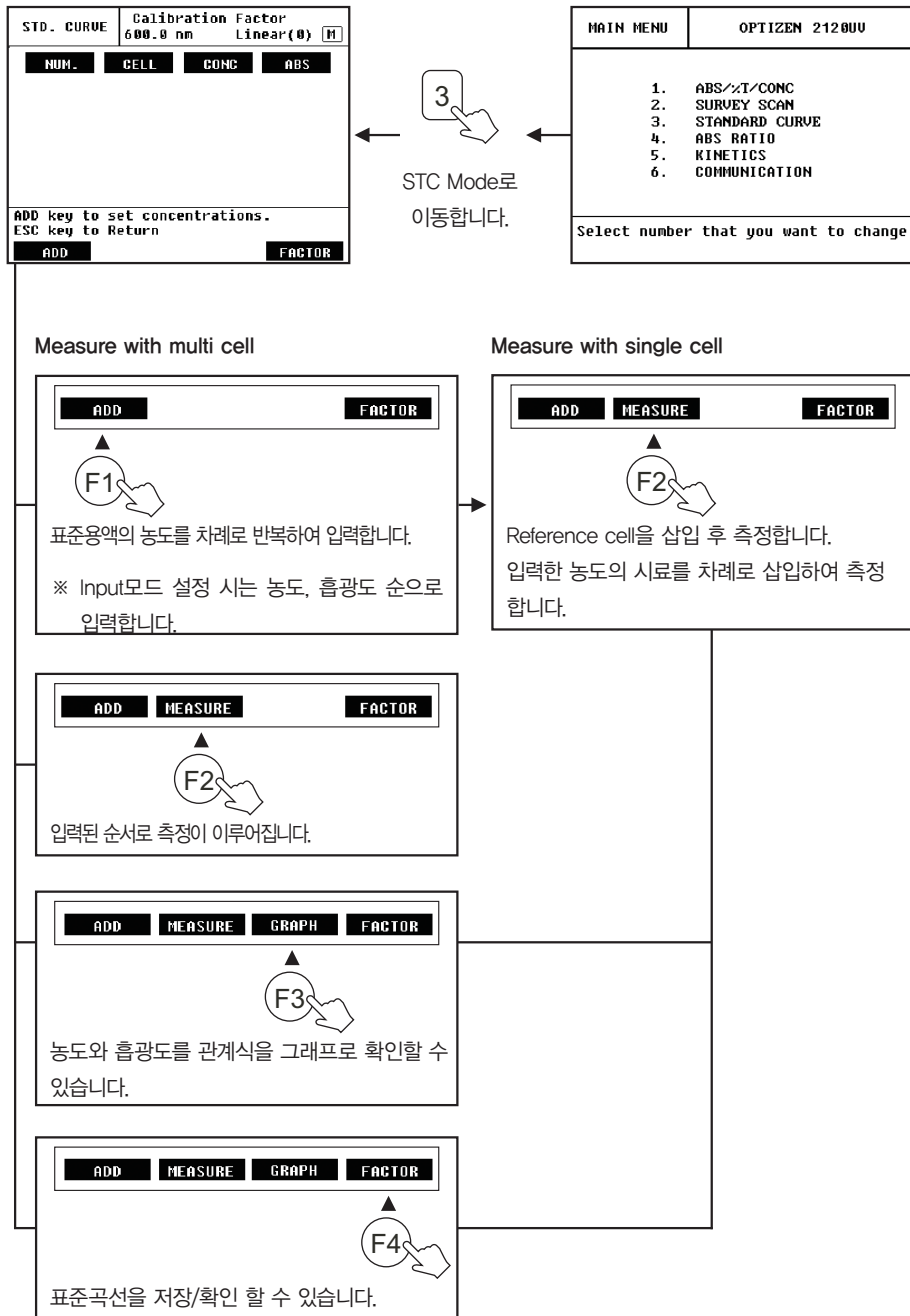 STD. CURVE
Calibration Factor
600.0 nm Linear(0) M
NUM. CELL CONC ABS
ADD key to set concentrations.
ESC key to Return
ADD FACTOR
3
STC Mode로
이동합니다.
MAIN MENU OPTIZEN 2120UV
1. ABS/%T/CONC
2. SURVEY SCAN
3. STANDARD CURVE
4. ABS RATIO
5. KINETICS
6. COMMUNICATION
Select number that you want to change
Measure with multi cell
ADD FACTOR
F1
표준용액의 농도를 차례로 반복하여 입력합니다.
※ Input모드 설정 시는 농도, 흡광도 순으로
입력합니다.
Measure with single cell
ADD MEASURE FACTOR
F2
Reference cell을 삽입 후 측정합니다.
입력한 농도의 시료를 차례로 삽입하여 측정
합니다.
ADD MEASURE FACTOR
F2
입력된 순서로 측정이 이루어집니다.
ADD MEASURE GRAPH FACTOR
F3
농도와 흡광도를 관계식을 그래프로 확인할 수
있습니다.
ADD MEASURE GRAPH FACTOR
F4
표준곡선을 저장/확인 할 수 있습니다.